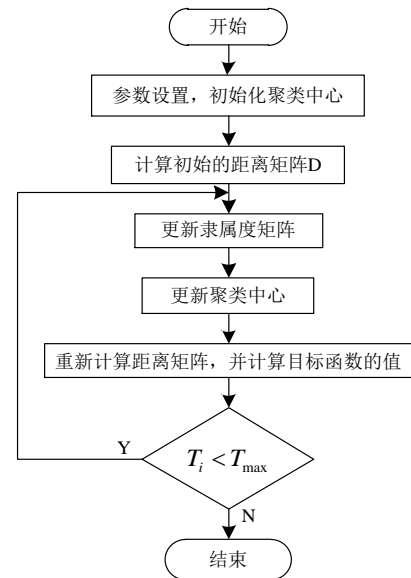 开始
参数设置，初始化聚类中心
计算初始的距离矩阵D
更新隶属度矩阵
更新聚类中心
重新计算距离矩阵，并计算目标函数的值
Y
T_i < T_max
N
结束